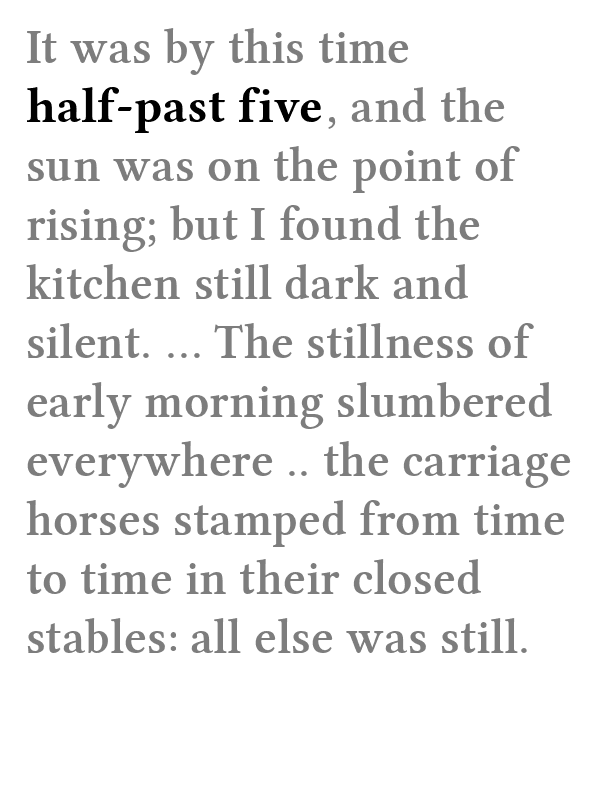 It was by this time
half-past five, and the
sun was on the point of
rising; but I found the
kitchen still dark and
silent. ... The stillness of
early morning slumbered
everywhere .. the carriage
horses stamped from time
to time in their closed
stables: all else was still.